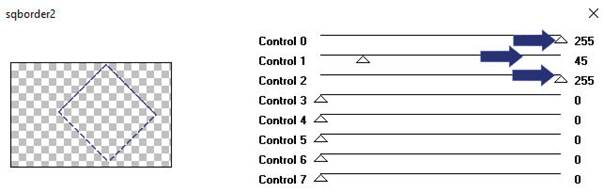 sqborder2
Control 0 255
Control 1 45
Control 2 255
Control 3 0
Control 4 0
Control 5 0
Control 6 0
Control 7 0